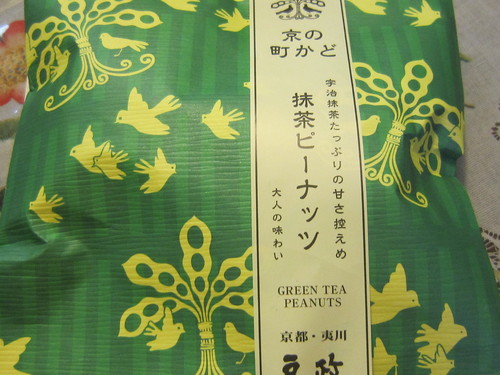 京の
町かど
宇治抹茶たっぷりの甘さ控えめ
抹茶ピーナッツ
大人の味わい
GREEN TEA
PEANUTS
京都・夷川
豆政